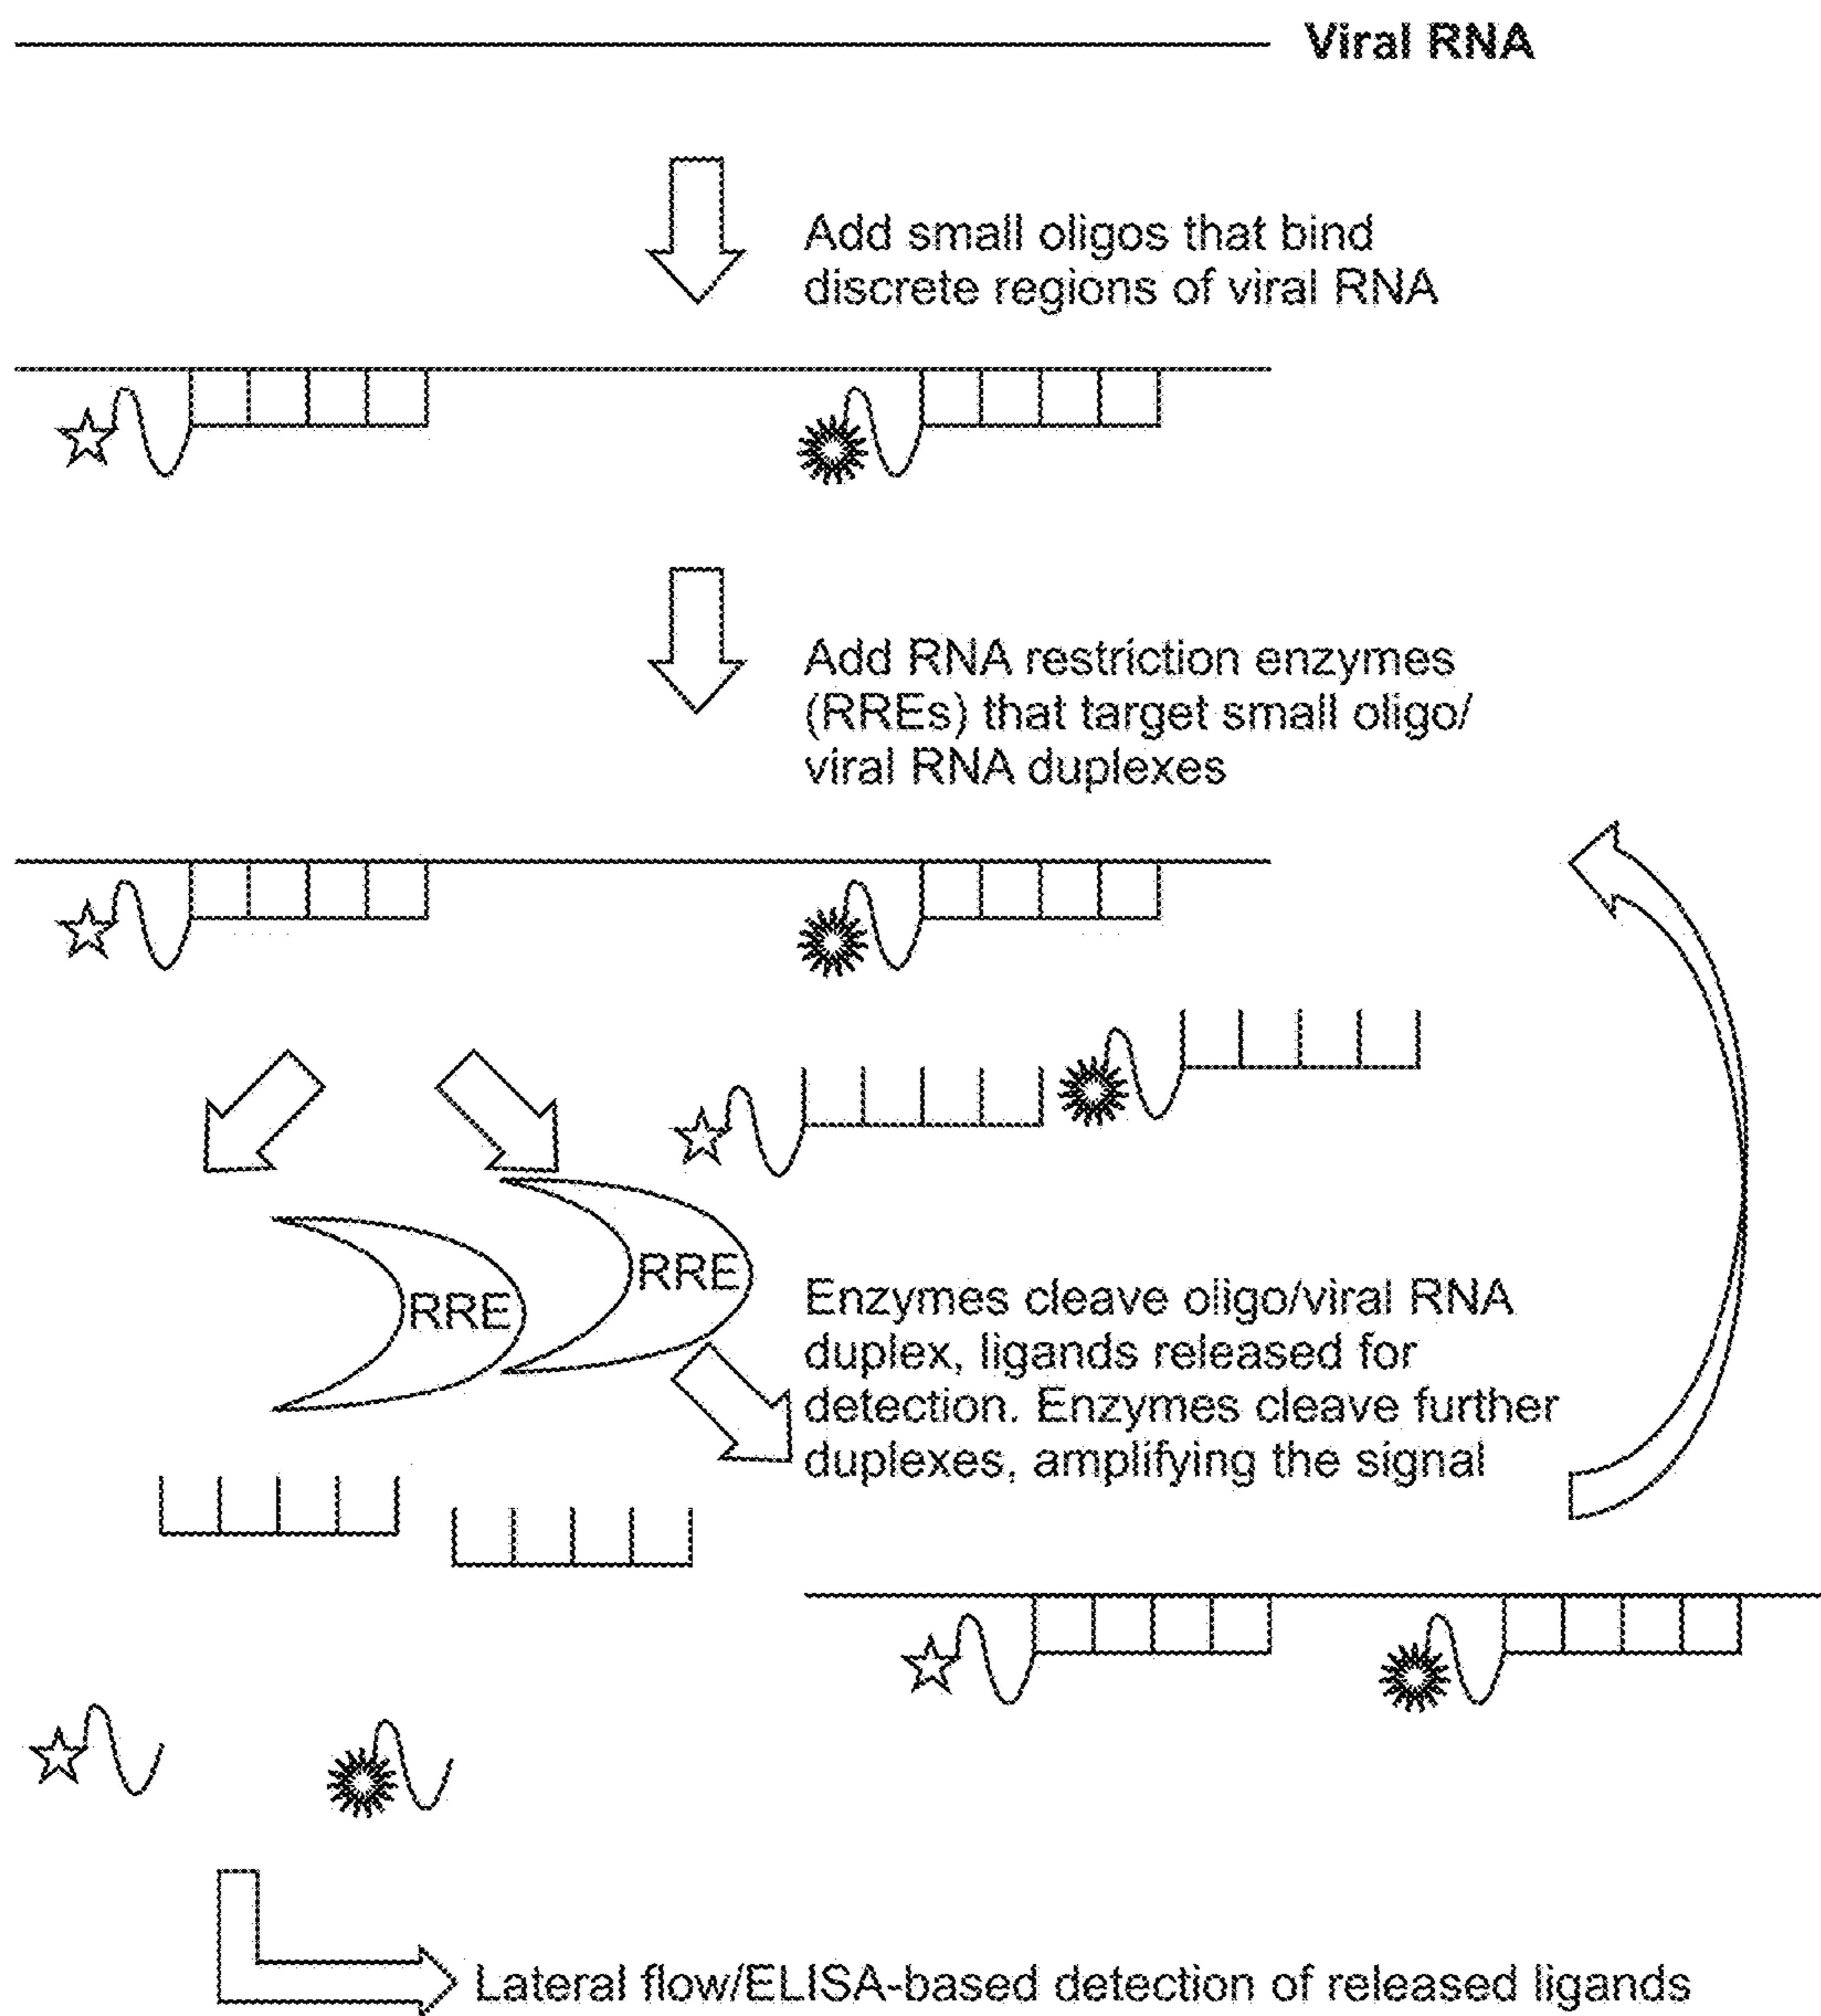 Viral RNA
Add small oligos that bind
discrete regions of viral RNA
Add RNA restriction enzymes
(RREs) that target small oligo/
viral RNA duplexes
RRE
RRE
Enzymes cleave oligo/viral RNA
duplex, ligands released for
detection. Enzymes cleave further
duplexes, amplifying the signal
Lateral flow/ELISA-based detection of released ligands